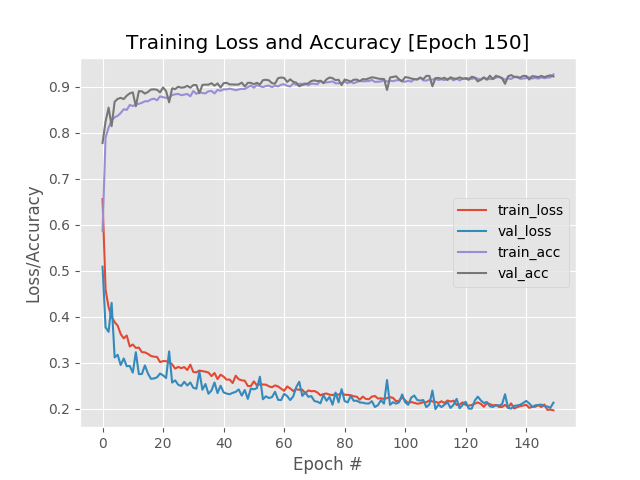 Training Loss and Accuracy [Epoch 150]
Loss/Accuracy
0.9
0.8
0.7
0.6
0.5
0.4
0.3
0.2
train_loss
val_loss
train_acc
val_acc
0 20 40 60 80 100 120 140
Epoch #